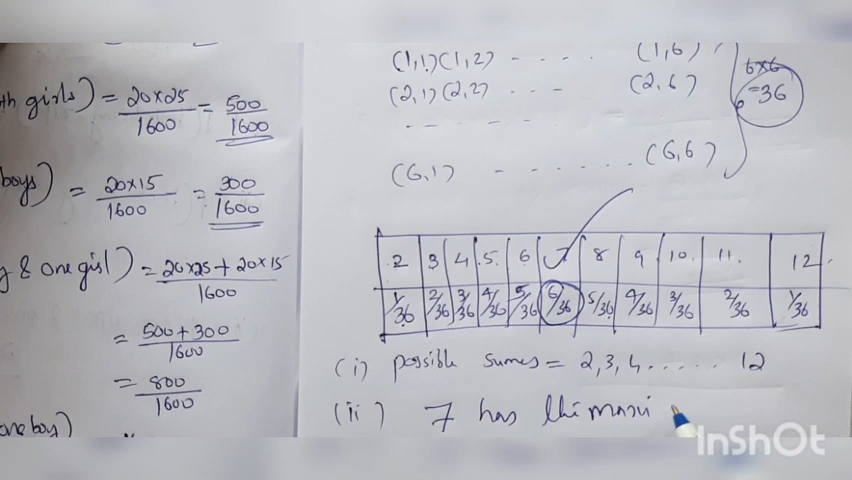 th girls) = 20×25/1600 = 500/1600
boys) = 20×15/1600 = 300/1600
y & one girl) = 20×25 + 20×15/1600
= 500 + 300/1600
= 800/1600
one boy)
(1,1) (1,2) - . . . . (1,6)
(2,1) (2,2) - - - (2,6)
6×6
=36
(6,1) - . . . . . . . (6,6)
2 3 4 .5. 6 7 8 9 10. 11. 12.
1/36 2/36 3/36 4/36 5/36 6/36 5/36 4/36 3/36 2/36 1/36
(i) possible sumes = 2,3,4 . . . . . 12
(ii) 7 has the maxi
InShOt